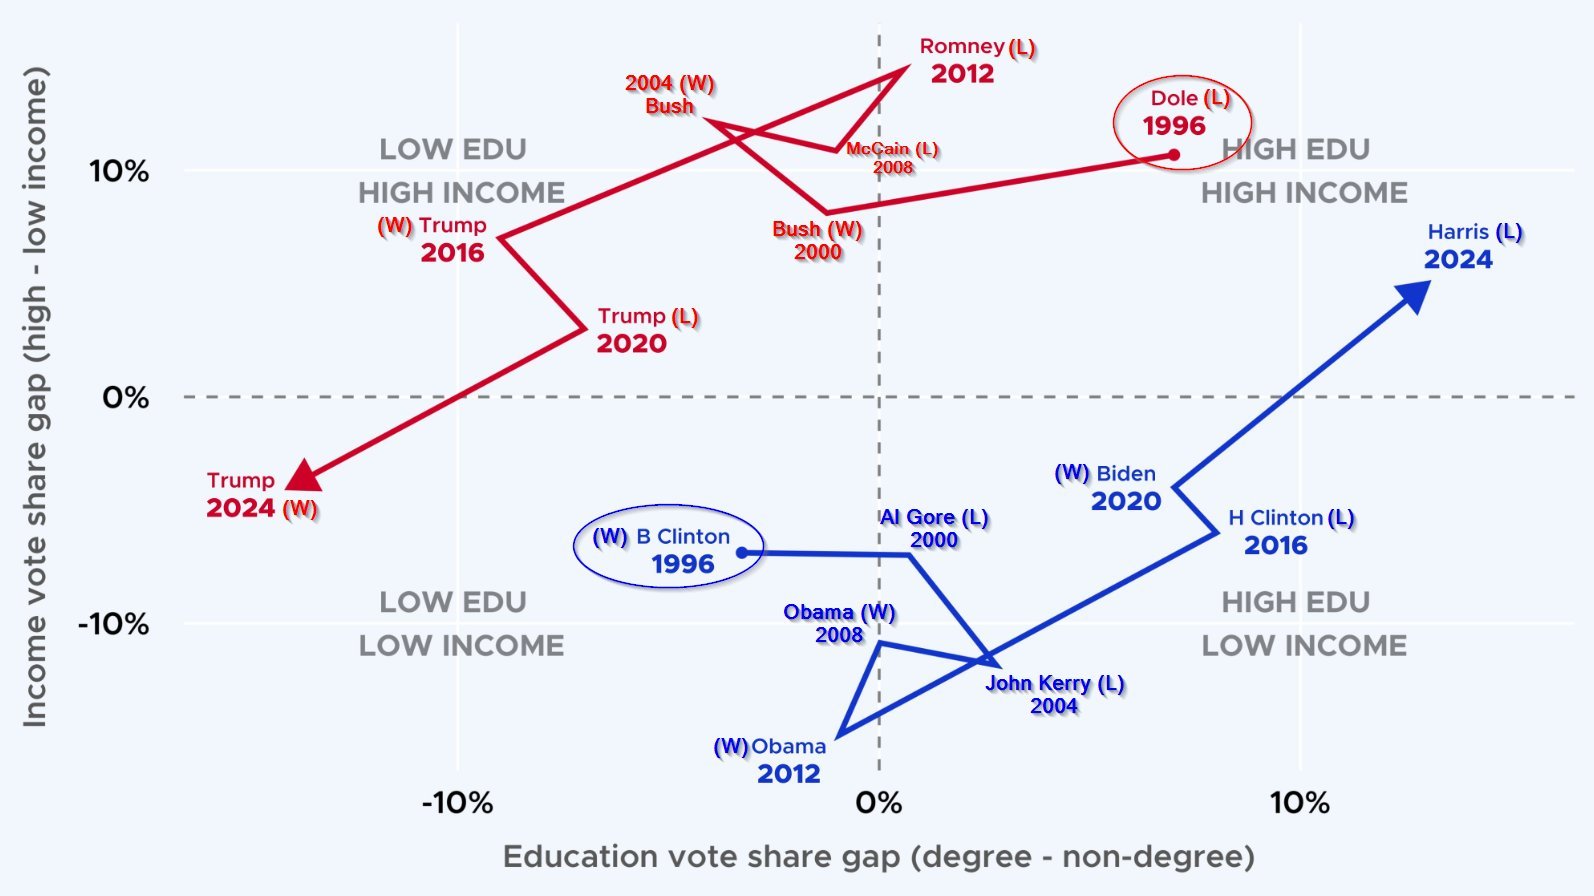 Romney (L)
2012
2004 (W)
Bush
Dole (L)
1996
LOW EDU
HIGH INCOME
McCain (L)
2008
HIGH EDU
HIGH INCOME
10%
(W) Trump
2016
Bush (W)
2000
Harris (L)
2024
Trump (L)
2020
0%
Trump
2024 (W)
(W) Biden
2020
Al Gore (L)
2000
H Clinton (L)
2016
(W) B Clinton
1996
LOW EDU
LOW INCOME
Obama (W)
2008
HIGH EDU
LOW INCOME
-10%
John Kerry (L)
2004
(W) Obama
2012
-10%
0%
10%
Education vote share gap (degree - non-degree)
Income vote share gap (high - low income)